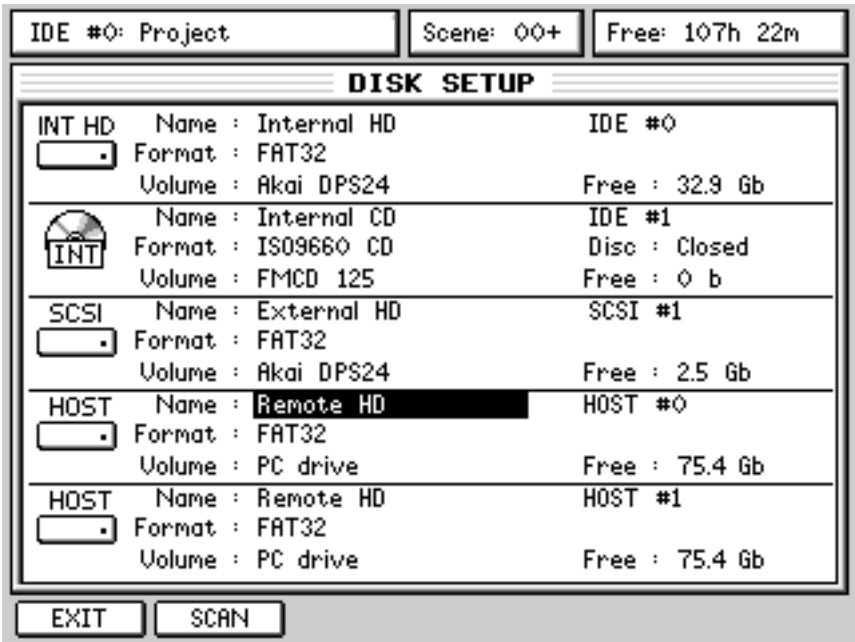 IDE #0: Project Scene: 00+ Free: 107h 22m
DISK SETUP
INT HD Name : Internal HD IDE #0
Format : FAT32
Volume : Akai DPS24 Free : 32.9 Gb
Name : Internal CD IDE #1
INT Format : ISO9660 CD Disc : Closed
Volume : FMCD 125 Free : 0 b
SCSI Name : External HD SCSI #1
Format : FAT32
Volume : Akai DPS24 Free : 2.5 Gb
HOST Name : Remote HD HOST #0
Format : FAT32
Volume : PC drive Free : 75.4 Gb
HOST Name : Remote HD HOST #1
Format : FAT32
Volume : PC drive Free : 75.4 Gb
EXIT SCAN